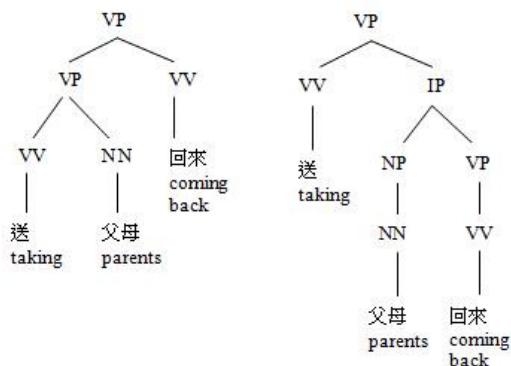 VP
VP VV
VV NN 回來
coming
back
送 父母
taking parents
VP
VV IP
送
taking
NP VP
NN VV
父母 回來
parents coming
back